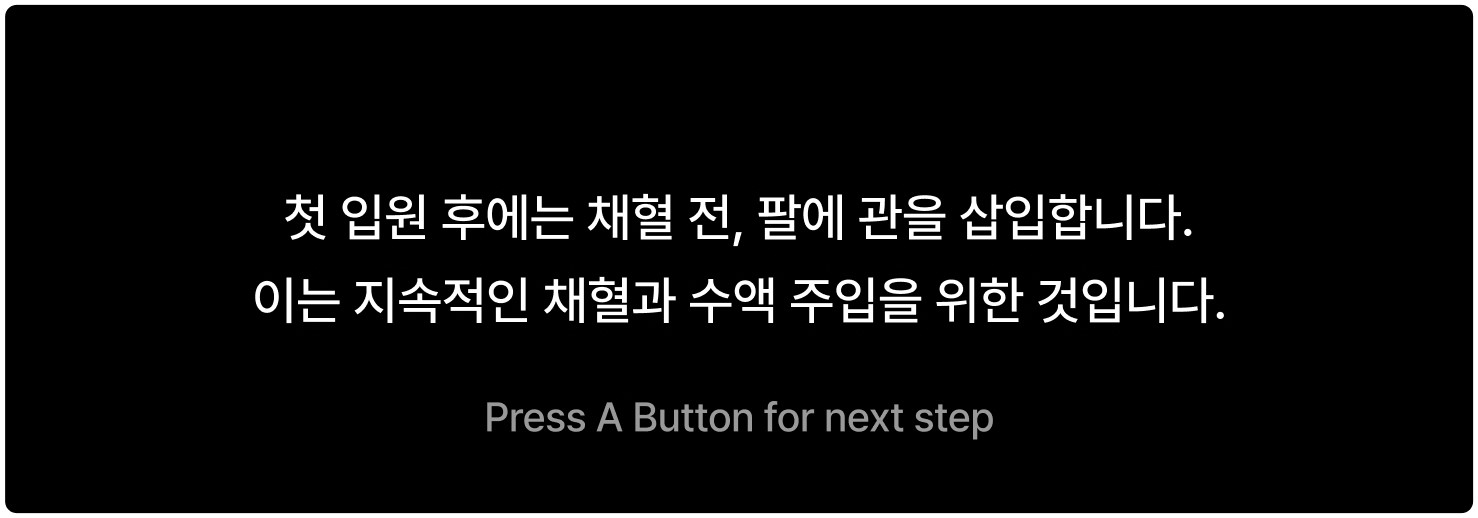 첫 입원 후에는 채혈 전, 팔에 관을 삽입합니다.
이는 지속적인 채혈과 수액 주입을 위한 것입니다.
Press A Button for next step